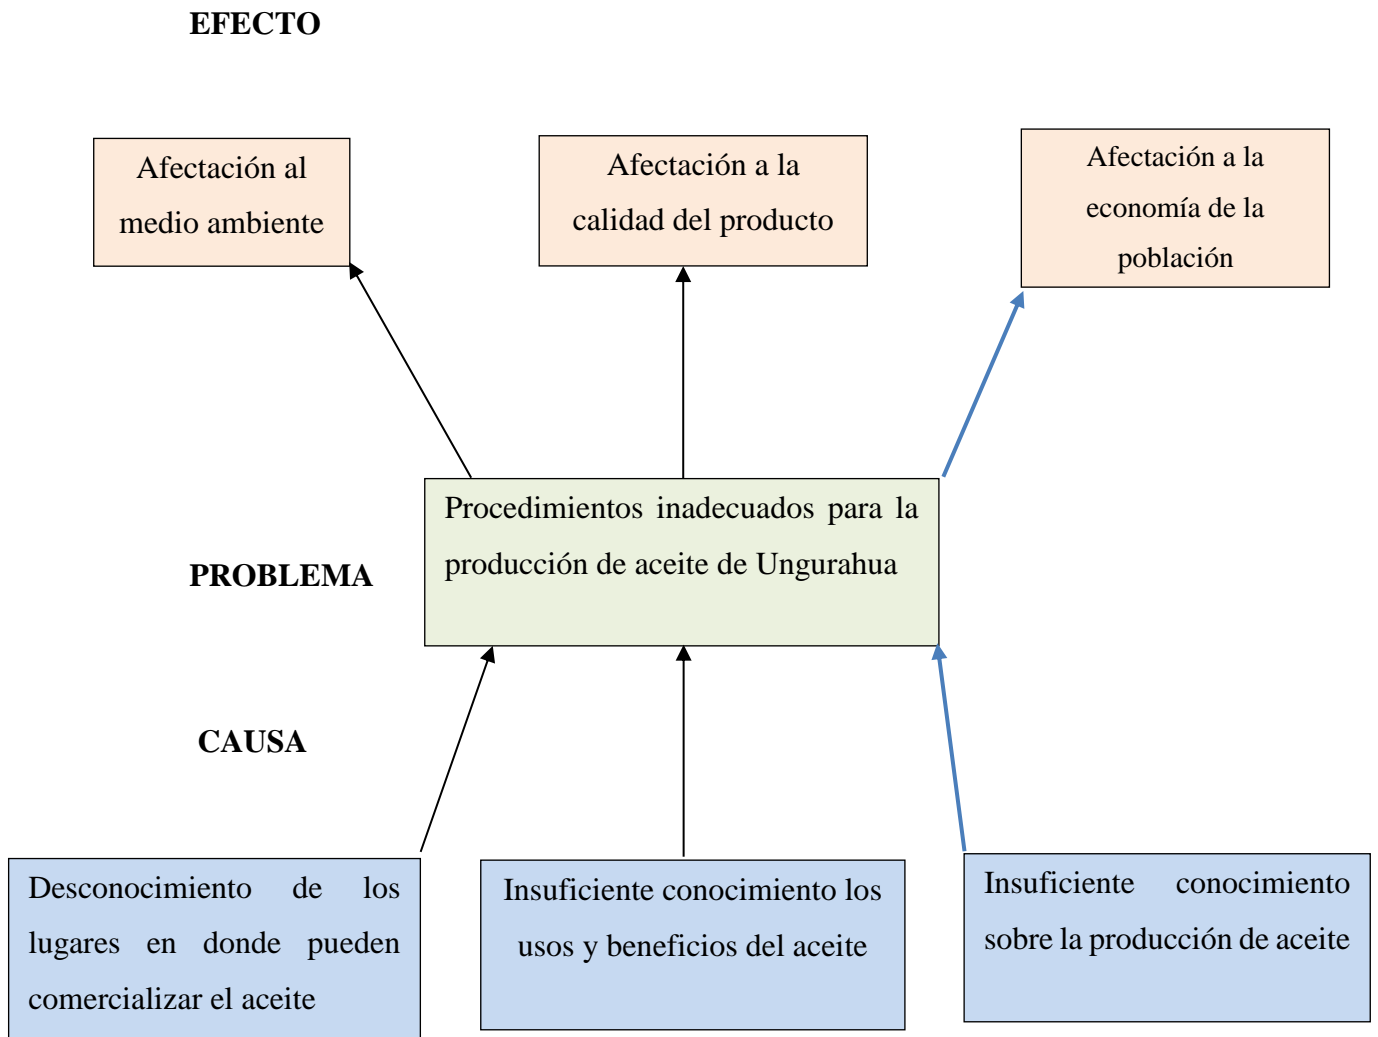 EFECTO
Afectación al
medio ambiente
Afectación a la
calidad del producto
Afectación a la
economía de la
población
Procedimientos inadecuados para la
producción de aceite de Ungurahua
PROBLEMA
CAUSA
Desconocimiento de los
lugares en donde pueden
comercializar el aceite
Insuficiente conocimiento los
usos y beneficios del aceite
Insuficiente conocimiento
sobre la producción de aceite